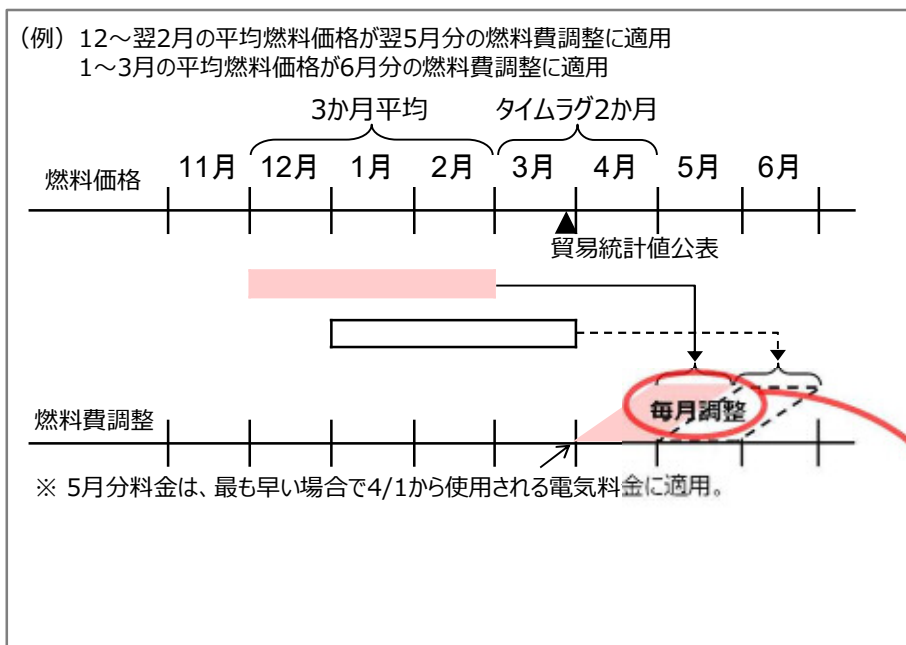 （例）12～翌2月の平均燃料価格が翌5月分の燃料費調整に適用
1～3月の平均燃料価格が6月分の燃料費調整に適用
3か月平均 タイムラグ2か月
燃料価格 11月 12月 1月 2月 3月 4月 5月 6月
貿易統計値公表
毎月調整
燃料費調整
※ 5月分料金は、最も早い場合で4/1から使用される電気料金に適用。